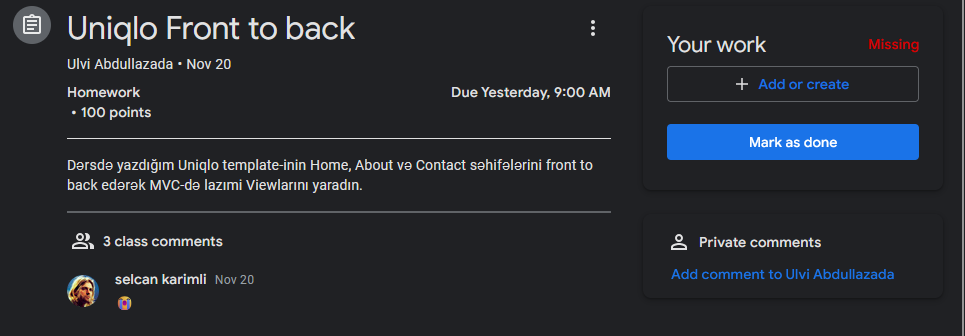 Uniqlo Front to back
Ulvi Abdullazada • Nov 20
Homework
• 100 points
Due Yesterday, 9:00 AM
Dərsdə yazdığım Uniqlo template-inin Home, About və Contact səhifələrini front to
back edərək MVC-də lazımi Viewlarını yaradın.
3 class comments
selcan karimli Nov 20
Your work
Missing
+ Add or create
Mark as done
Private comments
Add comment to Ulvi Abdullazada